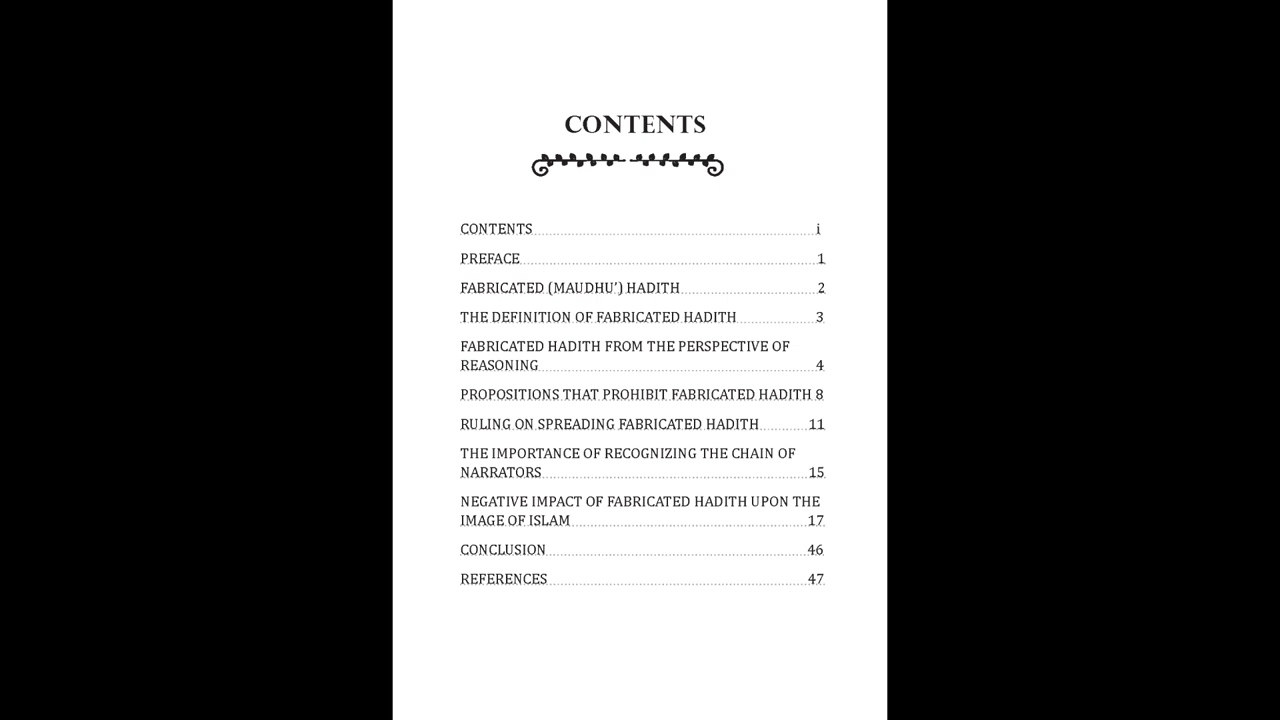 CONTENTS
CONTENTS i
PREFACE 1
FABRICATED (MAUDHU’) HADITH 2
THE DEFINITION OF FABRICATED HADITH 3
FABRICATED HADITH FROM THE PERSPECTIVE OF
REASONING 4
PROPOSITIONS THAT PROHIBIT FABRICATED HADITH 8
RULING ON SPREADING FABRICATED HADITH 11
THE IMPORTANCE OF RECOGNIZING THE CHAIN OF
NARRATORS 15
NEGATIVE IMPACT OF FABRICATED HADITH UPON THE
IMAGE OF ISLAM 17
CONCLUSION 46
REFERENCES 47